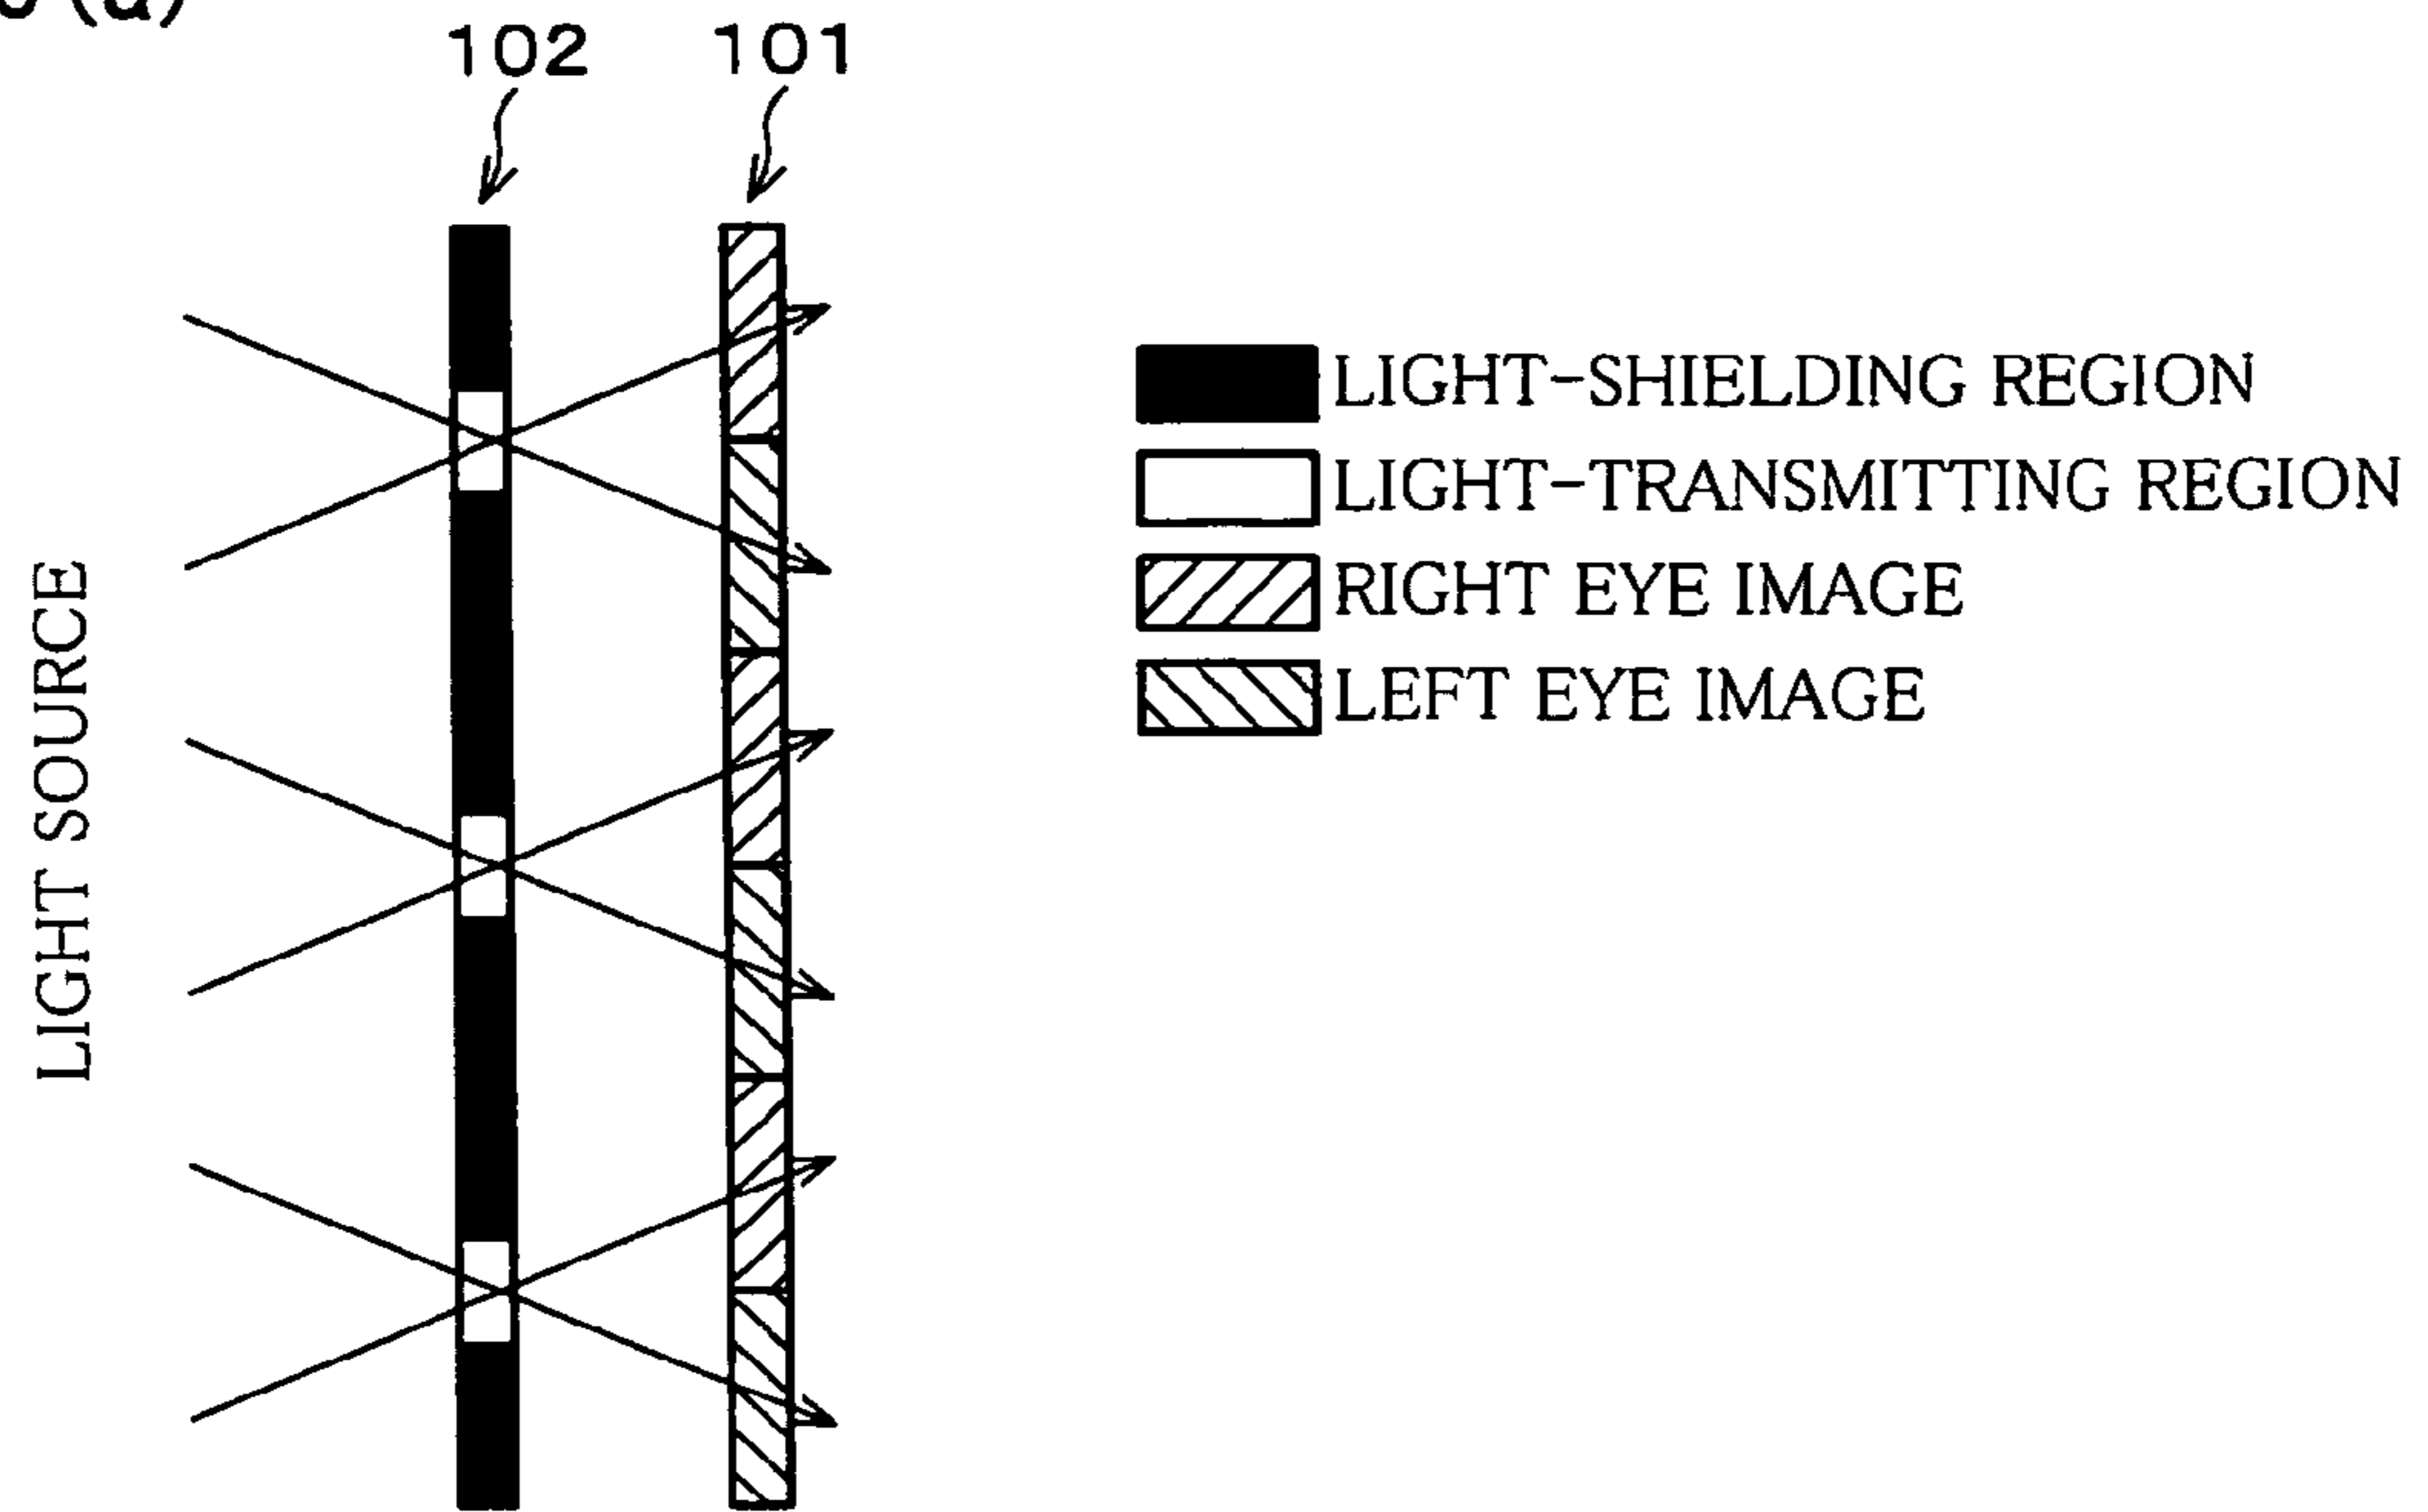 (a)
102
101
LIGHT SOURCE
LIGHT-SHIELDING REGION
LIGHT-TRANSMITTING REGION
RIGHT EYE IMAGE
LEFT EYE IMAGE